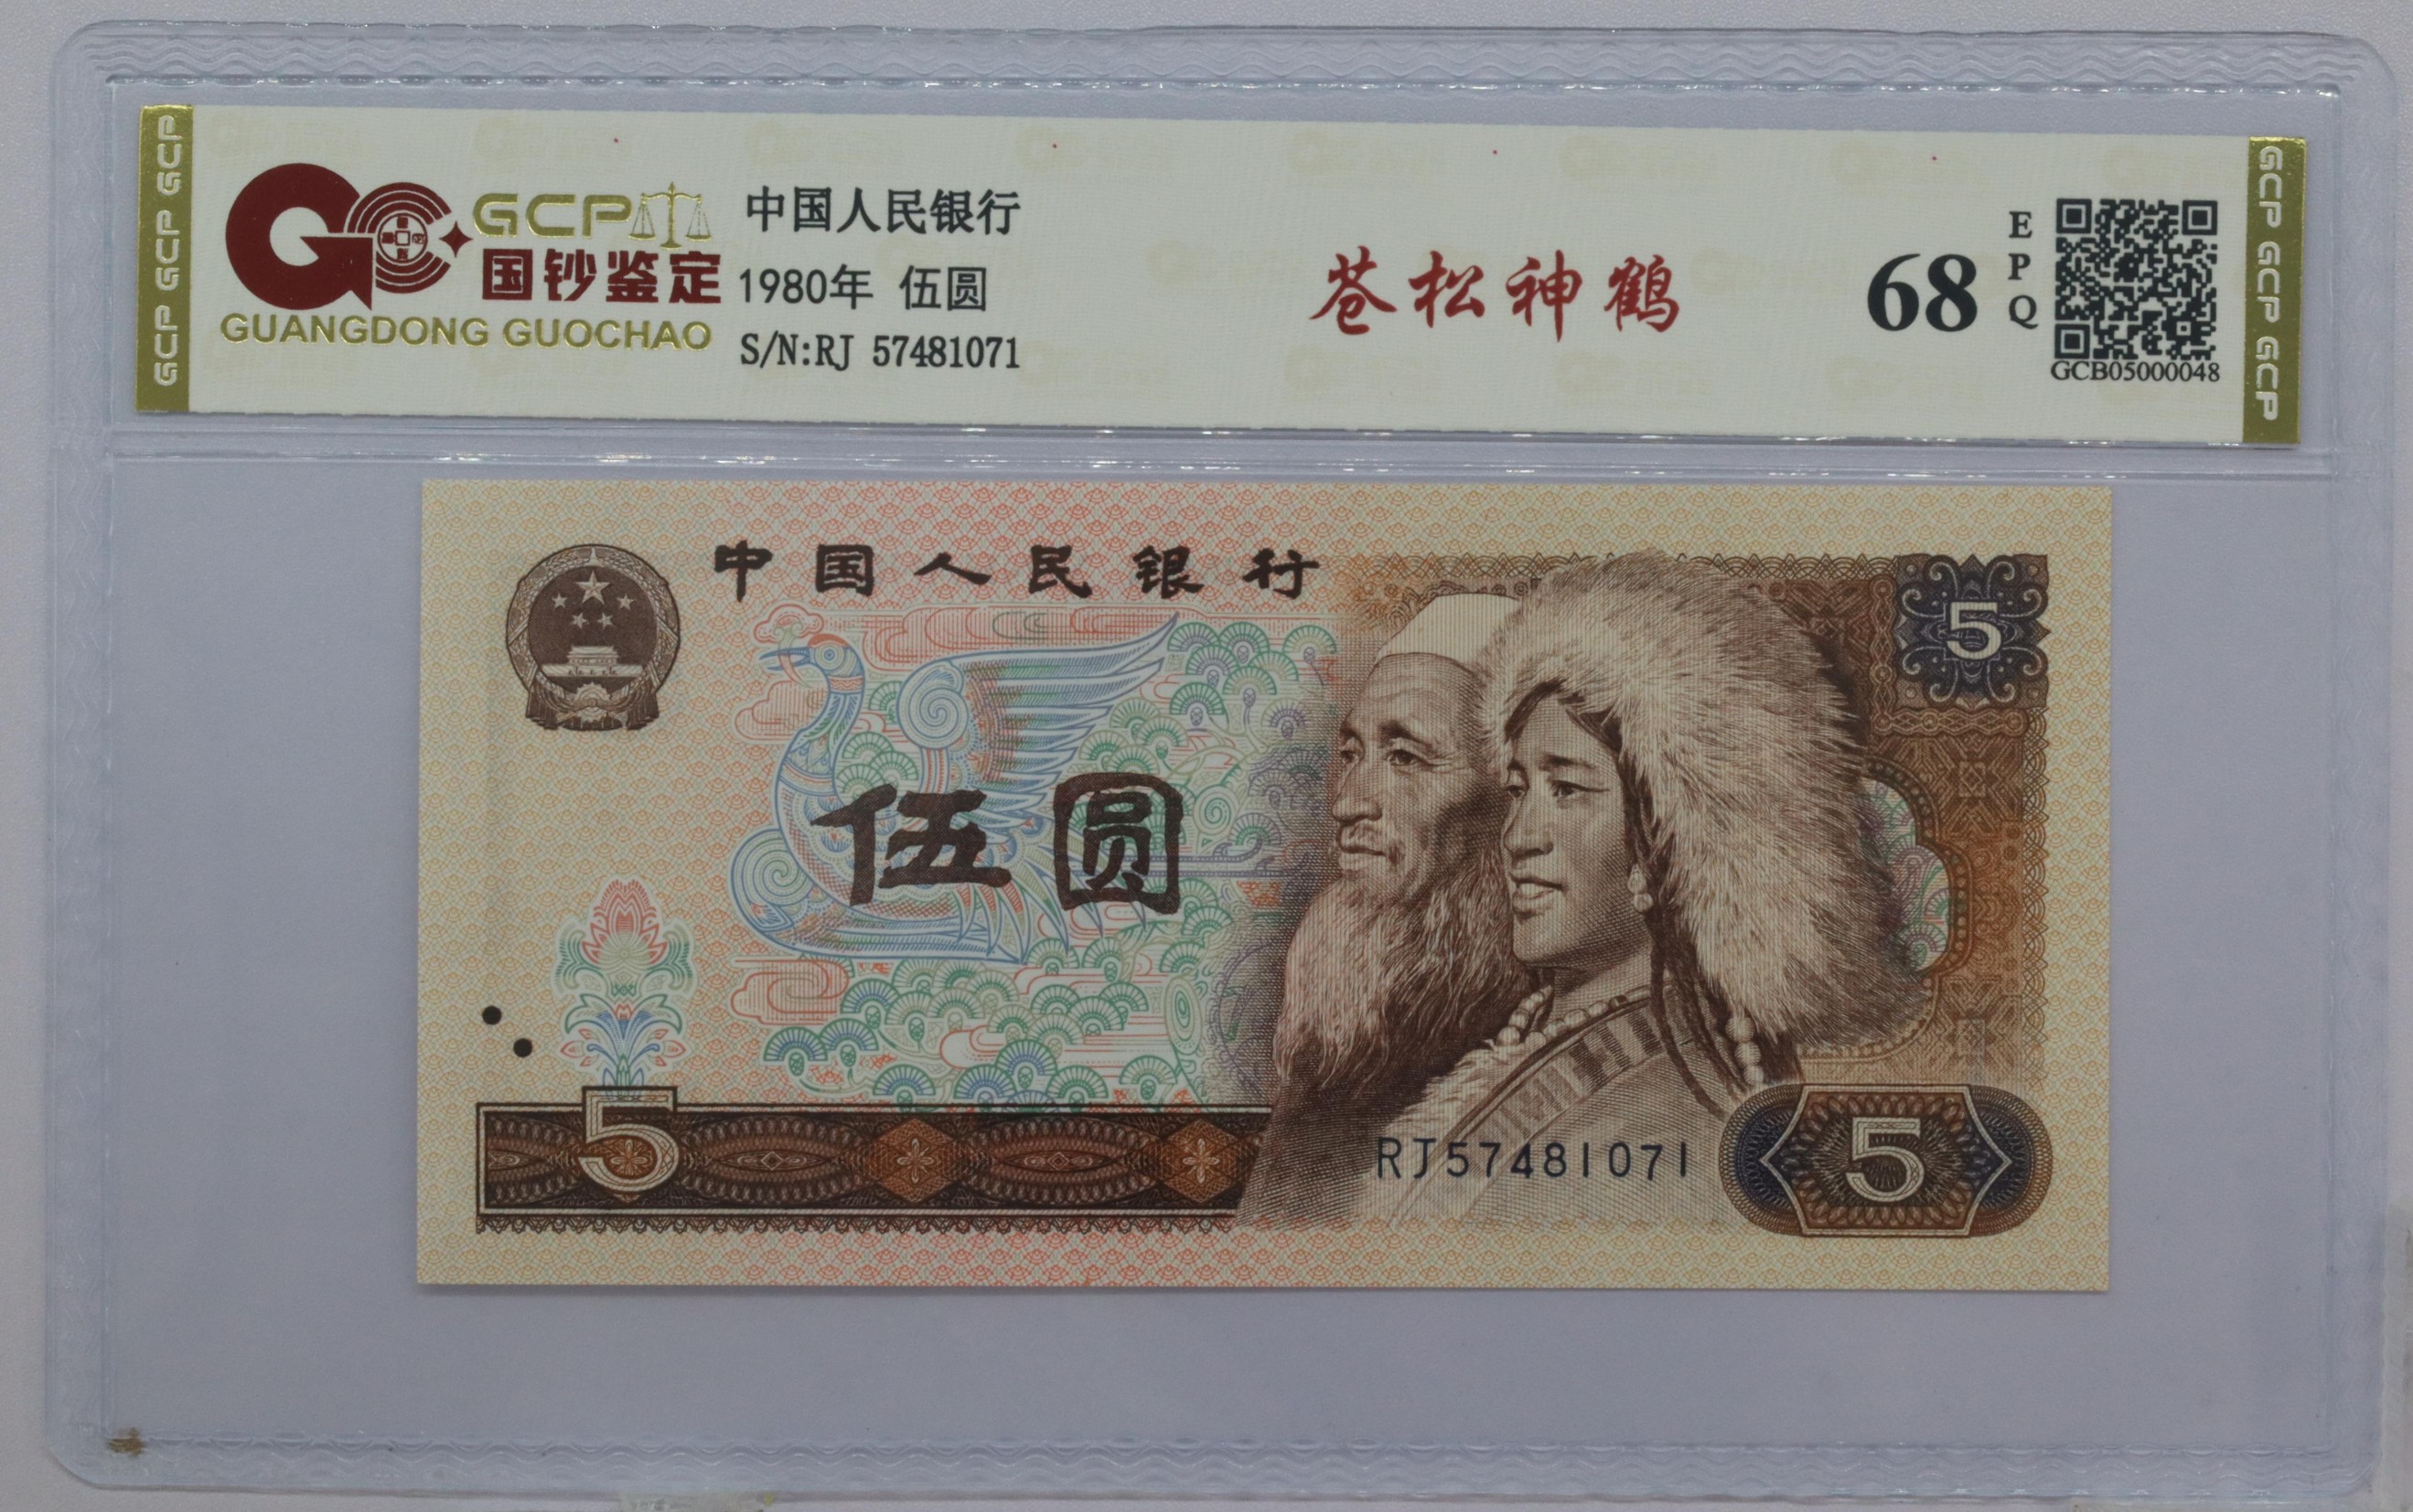 GCP GCP GCP
GCP
国钞鉴定
GUANGDONG GUOCHAO
中国人民银行
1980年 伍圆
S/N:RJ 57481071
苍松神鹤
68
EPQ
GCB05000048
GCP GCP GCP
中国人民银行
5
伍圆
5
RJ57481071
5